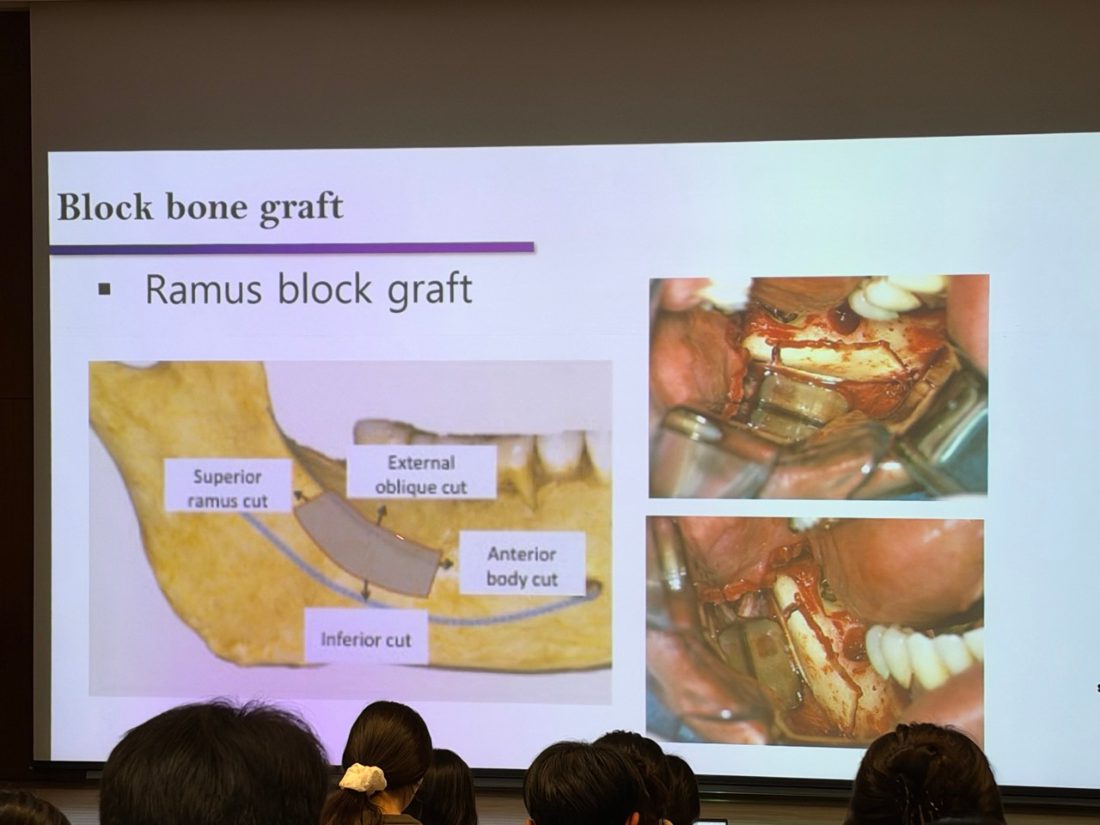 Block bone graft
▪ Ramus block graft
Superior
ramus cut
External
oblique cut
Anterior
body cut
Inferior cut